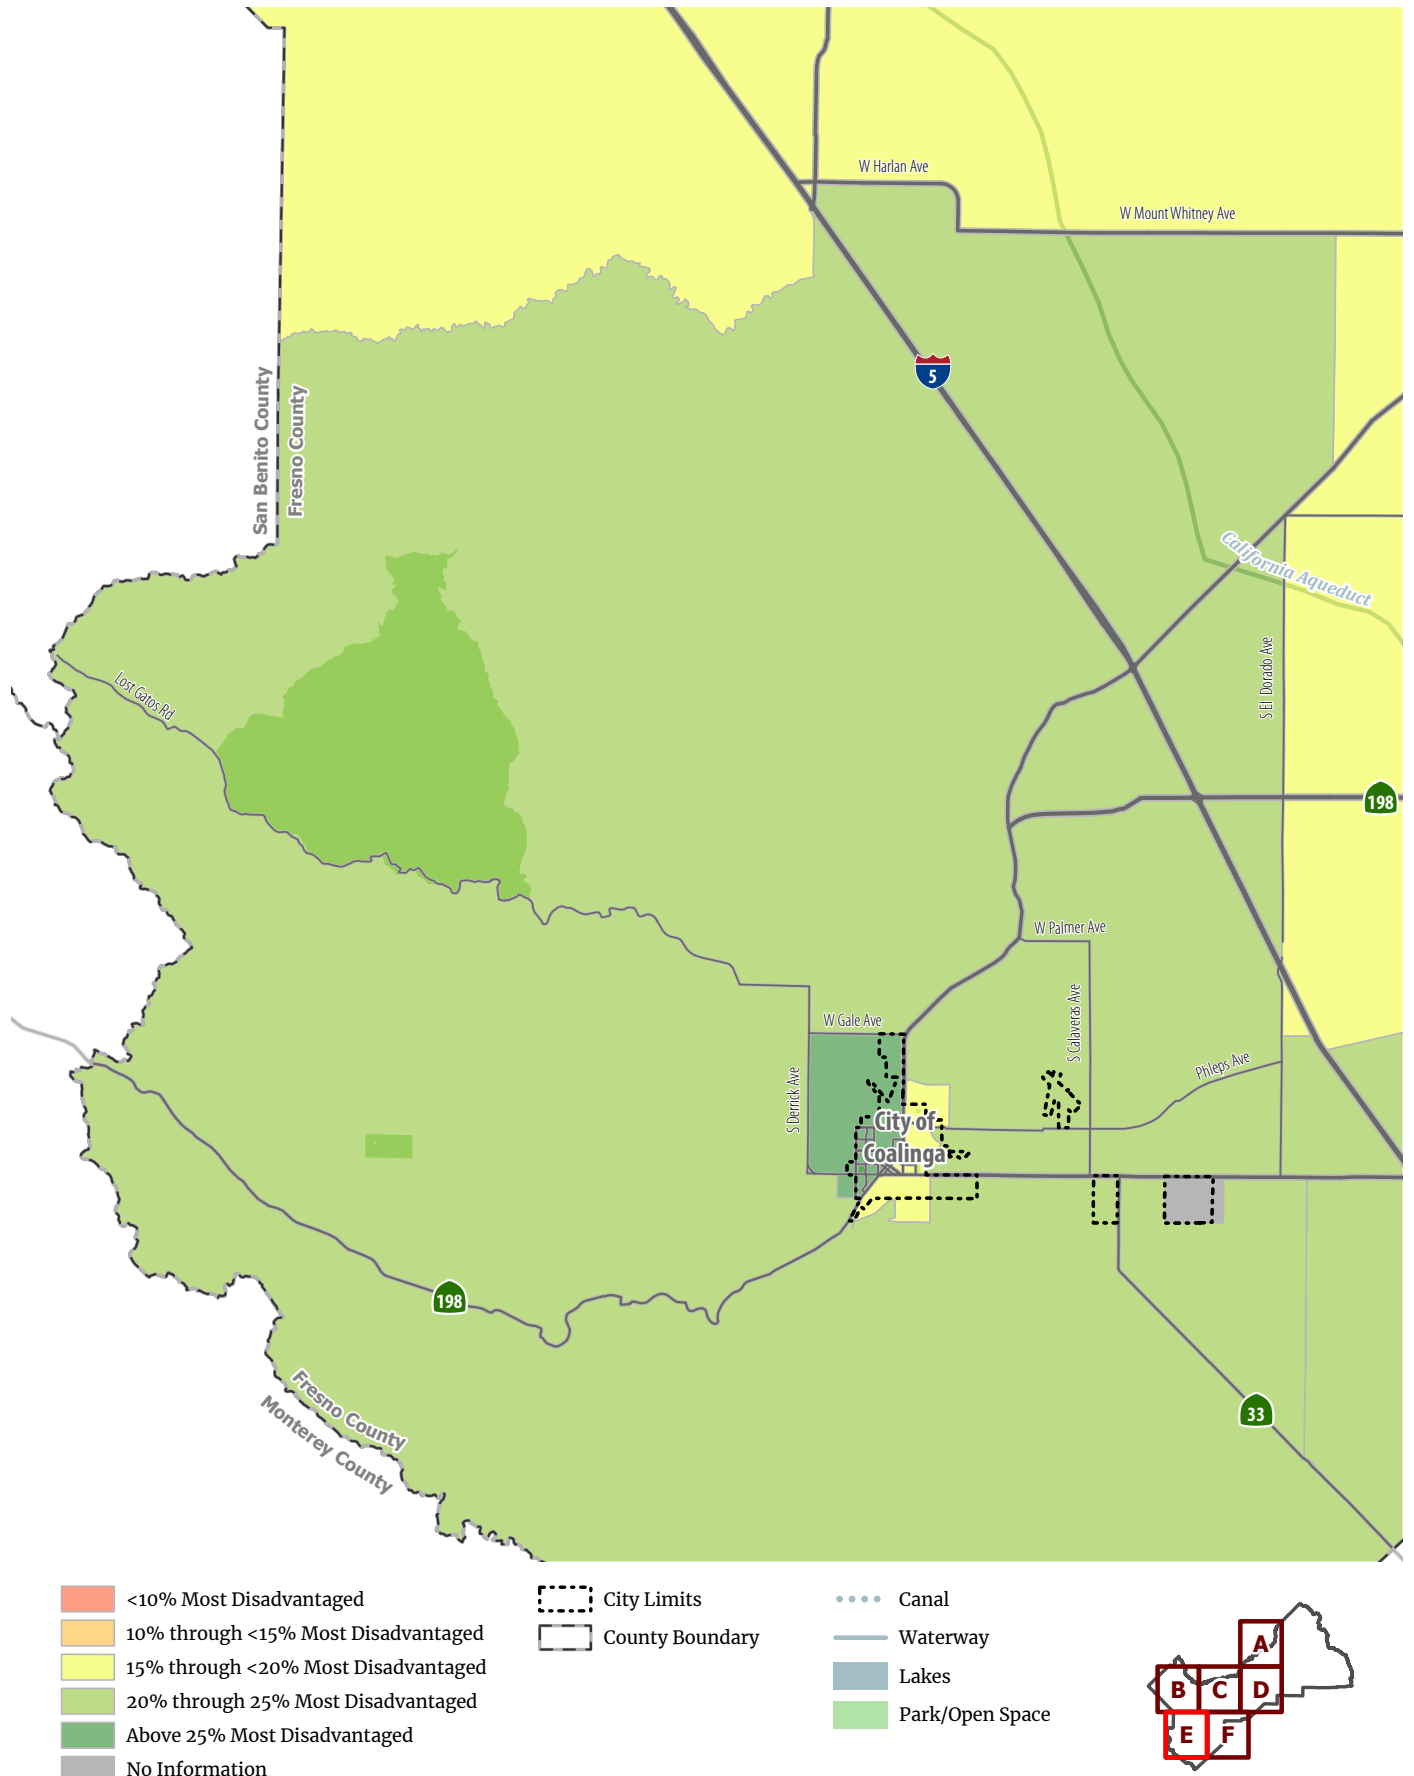 W Harlan Ave
W Mount Whitney Ave
5
San Benito County
Fresno County
California Aqueduct
S El Dorado Ave
Lost Gatos Rd
198
W Palmer Ave
S Calaveras Ave
W Gale Ave
Phleps Ave
S Derrick Ave
City of
Coalinga
198
Fresno County
Monterey County
33
<10% Most Disadvantaged
10% through <15% Most Disadvantaged
15% through <20% Most Disadvantaged
20% through 25% Most Disadvantaged
Above 25% Most Disadvantaged
No Information
City Limits
County Boundary
Canal
Waterway
Lakes
Park/Open Space
A
B C D
E F